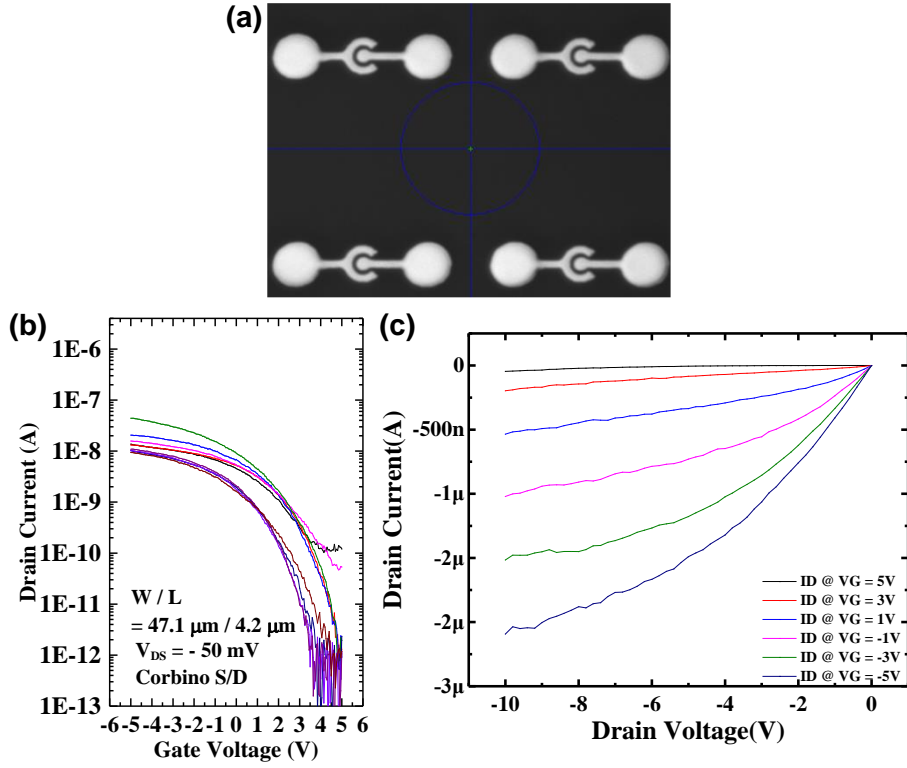 (a)
(b)
1E-6
1E-7
1E-8
1E-9
1E-10
1E-11
1E-12
1E-13
Drain Current (A)
W / L
= 47.1 μm / 4.2 μm
V_DS = - 50 mV
Corbino S/D
-6 -5 -4 -3 -2 -1 0 1 2 3 4 5 6
Gate Voltage (V)
(c)
0
-500n
-1μ
-2μ
-2μ
-3μ
Drain Current(A)
ID @ VG = 5V
ID @ VG = 3V
ID @ VG = 1V
ID @ VG = -1V
ID @ VG = -3V
ID @ VG = -5V
-10 -8 -6 -4 -2 0
Drain Voltage(V)